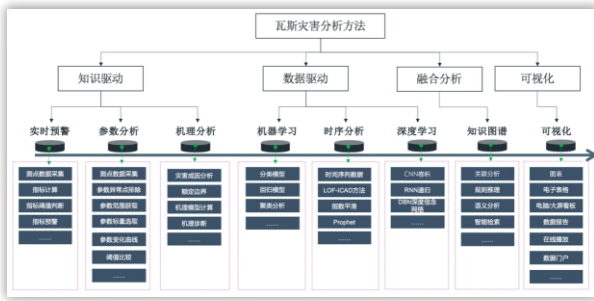 瓦斯灾害分析方法
知识驱动
数据驱动
融合分析
可视化
实时预警
参数分析
机理分析
机器学习
时序分析
深度学习
知识图谱
可视化
测点数据采集
指标计算
指标阈值判断
指标预警
……
测点数据采集
参数异常点排除
参数范围获取
参数标量选取
参数变化曲线
阈值比较
……
灾害成因分析
额定边界
机理模型计算
机理诊断
……
分类模型
回归模型
聚类分析
……
时间序列数据
LOF-ICAD方法
指数平滑
Prophet
……
CNN卷积
RNN递归
DBN深度信念
网络
……
关联分析
规则推理
语义分析
智能检索
……
图表
电子表格
电脑/大屏看板
数据报告
在线播放
数据门户
……